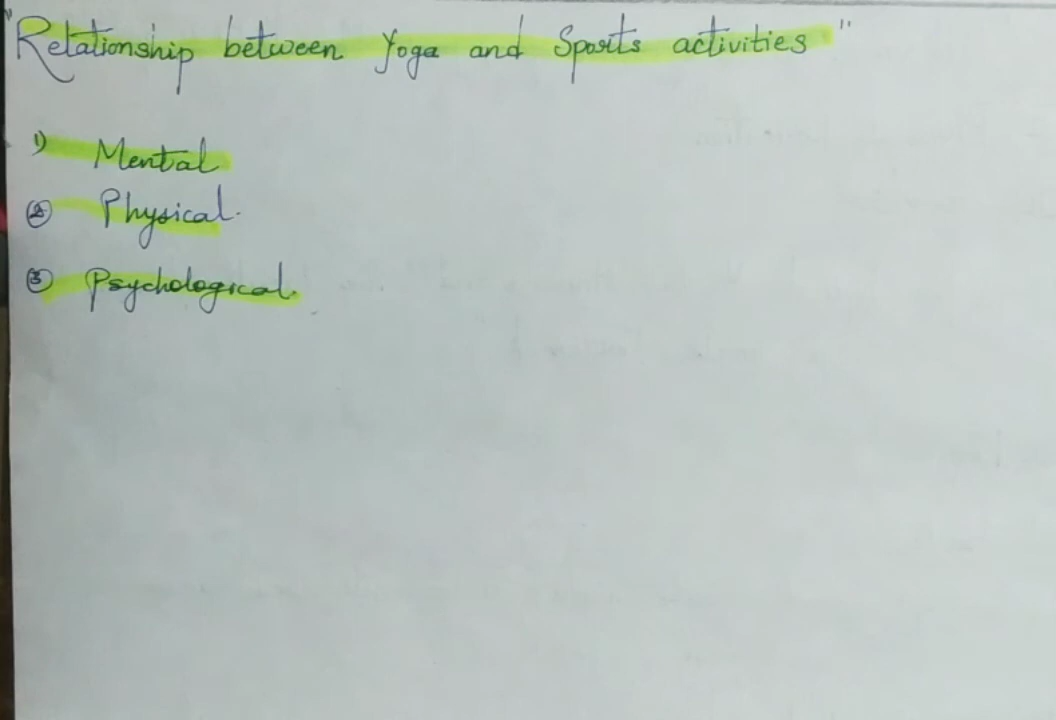 "Relationship between Yoga and Sports activities"
1) Mental
② Physical.
③ Psychological.